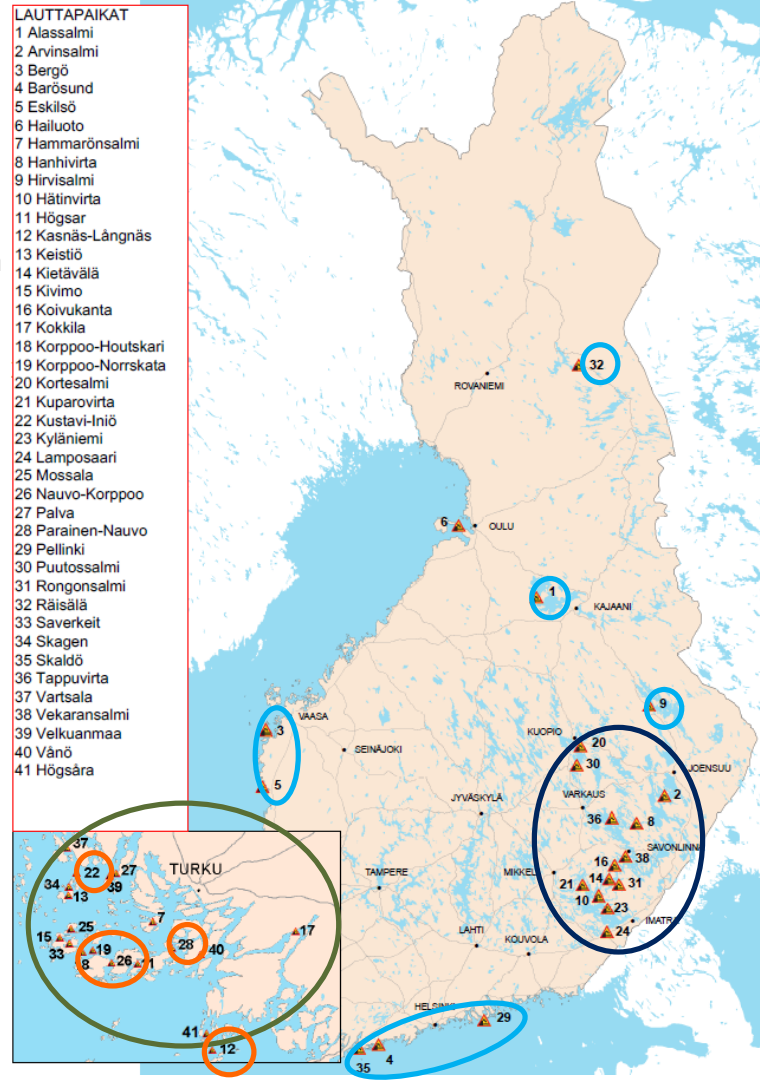 LAUTTAPAIKAT
1 Alassalmi
2 Arvinsalmi
3 Bergö
4 Barösund
5 Eskilsö
6 Hailuoto
7 Hammarönsalmi
8 Hanhivirta
9 Hirvisalmi
10 Hätinvirta
11 Högsar
12 Kasnäs-Långnäs
13 Keistiö
14 Kietävälä
15 Kivimo
16 Koivukanta
17 Kokkila
18 Korppoo-Houtskari
19 Korppoo-Norrskata
20 Kortesalmi
21 Kuparovirta
22 Kustavi-Iniö
23 Kyläniemi
24 Lamposaari
25 Mossala
26 Nauvo-Korppoo
27 Palva
28 Parainen-Nauvo
29 Pellinki
30 Puutossalmi
31 Rongonsalmi
32 Räisälä
33 Saverkeit
34 Skagen
35 Skaldö
36 Tappuvirta
37 Vartsala
38 Vekaransalmi
39 Velkuanmaa
40 Vånö
41 Högsåra
32
ROVANIEMI
6
OULU
1
KAJAANI
9
VAASA
3
SEINÄJOKI
5
KUOPIO
20
30
JOENSUU
2
VARKAUS
36
8
JYVÄSKYLÄ
SAVONLINN
38
16
MIKKEL
14
31
21
10
23
IMATRA
24
TAMPERE
LAHTI
KOUVOLA
HELSINK
29
4
35
37
TURKU
22
27
34
39
13
7
25
17
15
28
33
19
40
8
26
11
41
12